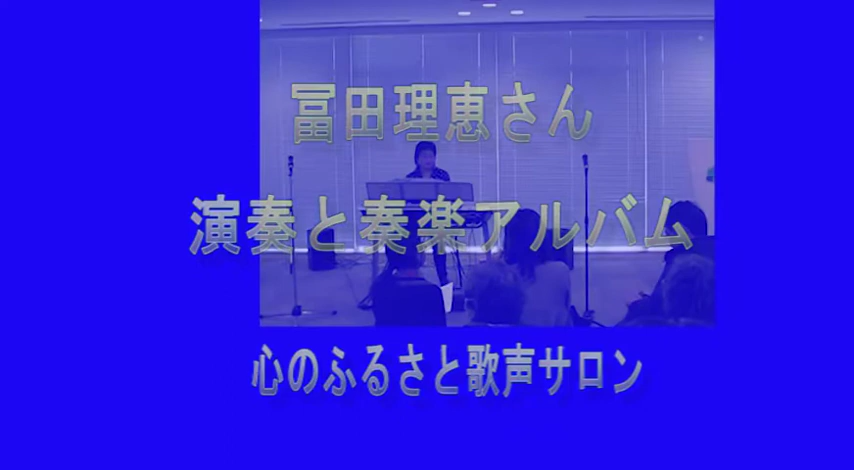 冨田理恵さん
演奏と奏楽アルバム
心のふるさと歌声サロン